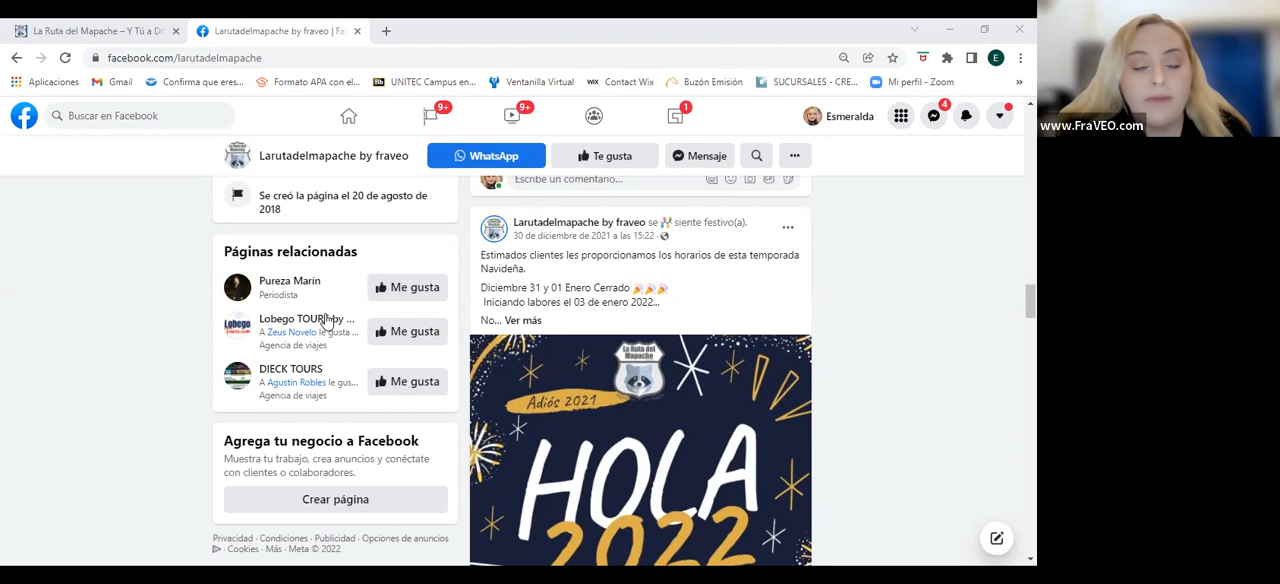 La Ruta del Mapache – Y Tú a Dó
Larutadelmapache by fraveo | Fa
facebook.com/larutadelmapache
Aplicaciones
Gmail
Confirma que eres...
Formato APA con el...
UNITEC Campus en...
Ventanilla Virtual
WIX Contact Wix
Buzón Emisión
SUCURSALES - CRE...
Mi perfil - Zoom
»
E
Buscar en Facebook
9+
9+
1
Esmeralda
4
www.FraVEO.com
Larutadelmapache by fraveo
WhatsApp
Te gusta
Mensaje
Se creó la página el 20 de agosto de
2018
Páginas relacionadas
Pureza Marín
Periodista
Me gusta
Lobego TOUR by ...
A Zeus Novelo le gusta ...
Agencia de viajes
Me gusta
DIECK TOURS
A Agustin Robles le gus...
Agencia de viajes
Me gusta
Agrega tu negocio a Facebook
Muestra tu trabajo, crea anuncios y conéctate
con clientes o colaboradores.
Crear página
Privacidad · Condiciones · Publicidad · Opciones de anuncios
· Cookies · Más · Meta © 2022
Escribe un comentario...
Larutadelmapache by fraveo se siente festivo(a).
30 de diciembre de 2021 a las 15:22 ·
Estimados clientes les proporcionamos los horarios de esta temporada
Navideña.
Diciembre 31 y 01 Enero Cerrado 🎉🎉🎉
Iniciando labores el 03 de enero 2022...
No... Ver más
La Ruta del
Mapache
Adiós 2021
HOLA
2022